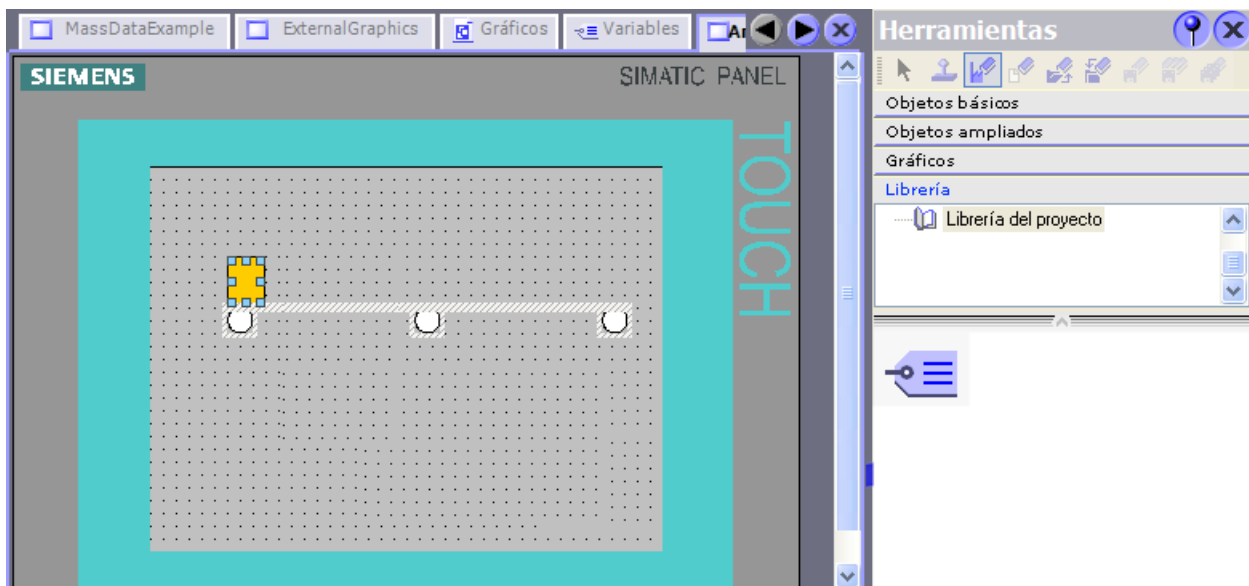 MassDataExample ExternalGraphics Gráficos Variables
Herramientas
SIEMENS SIMATIC PANEL
TOUCH
Objetos básicos
Objetos ampliados
Gráficos
Librería
Librería del proyecto